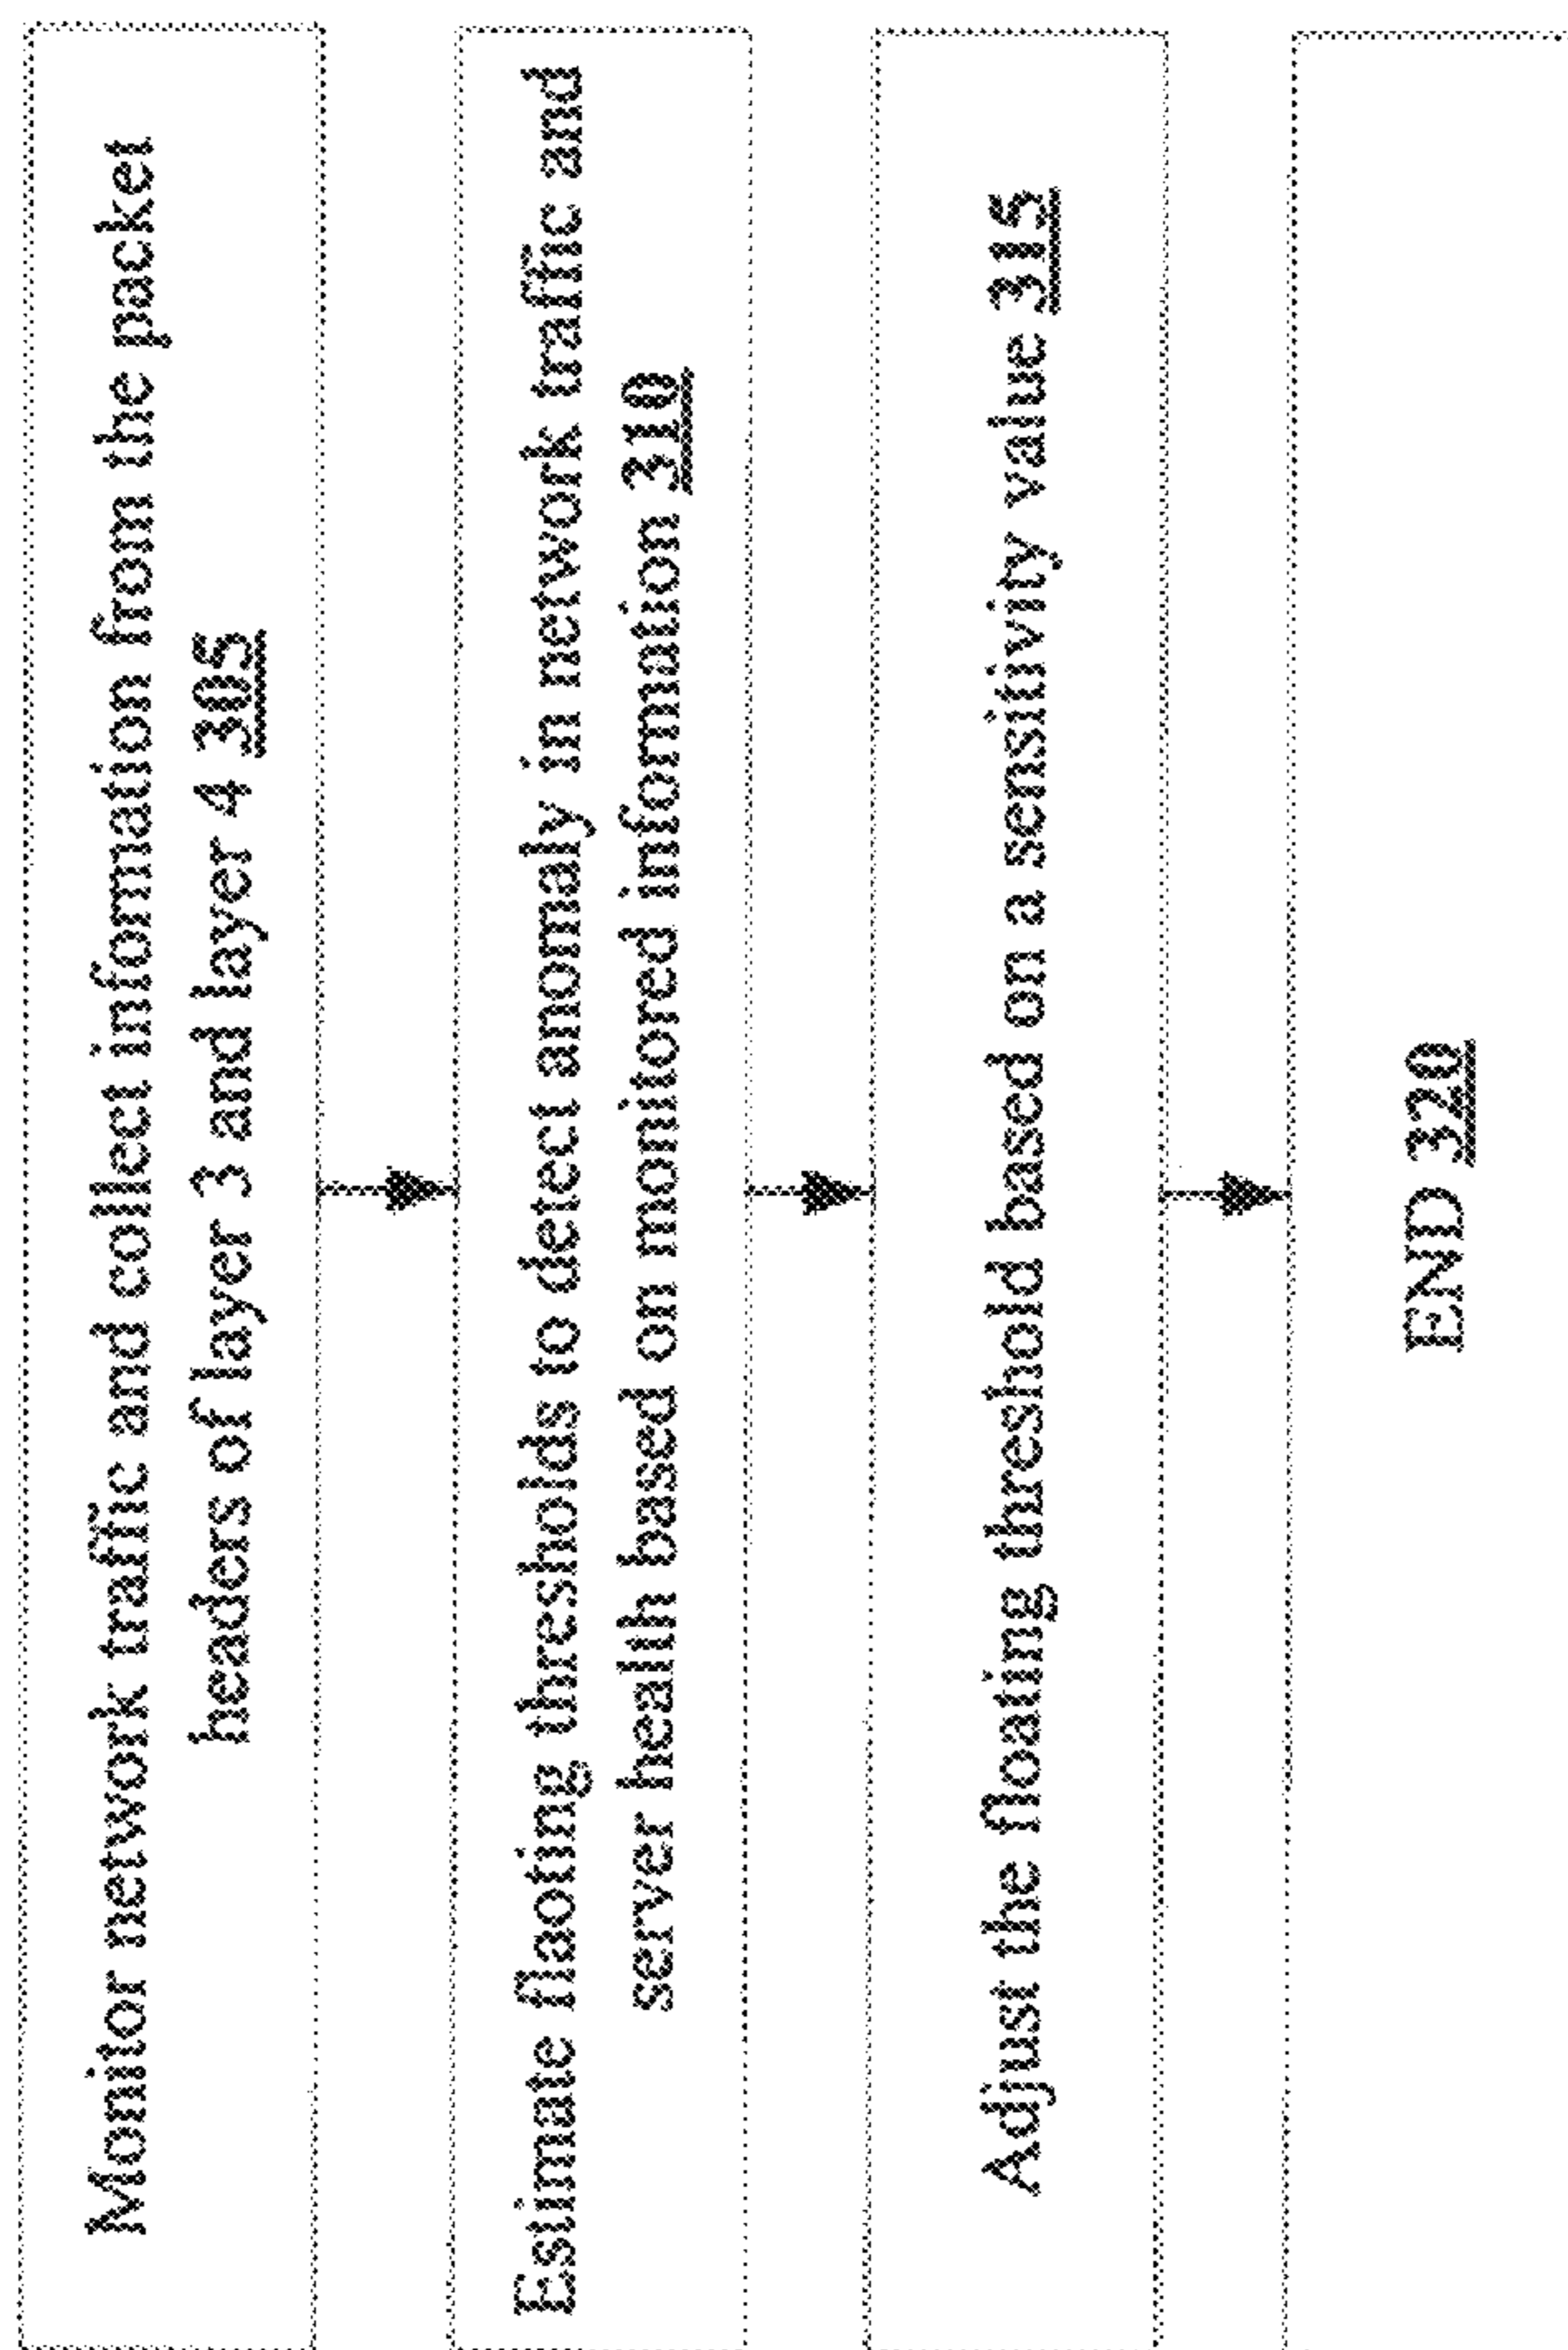 Monitor network traffic and collect infomation from the packet
headers of layer 3 and layer 4 305
Estimate flaoting thresholds to detect anomaly in network traffic and
server health based on monitored information 310
Adjust the floating threshold based on a sensitivity value 315
END 320